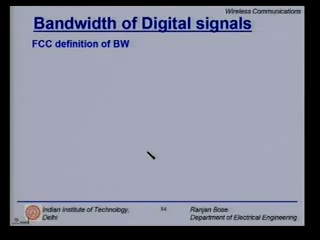 Wireless Communications
Bandwidth of Digital signals
FCC definition of BW
Indian Institute of Technology,
Delhi
54
Ranjan Bose
Department of Electrical Engineering